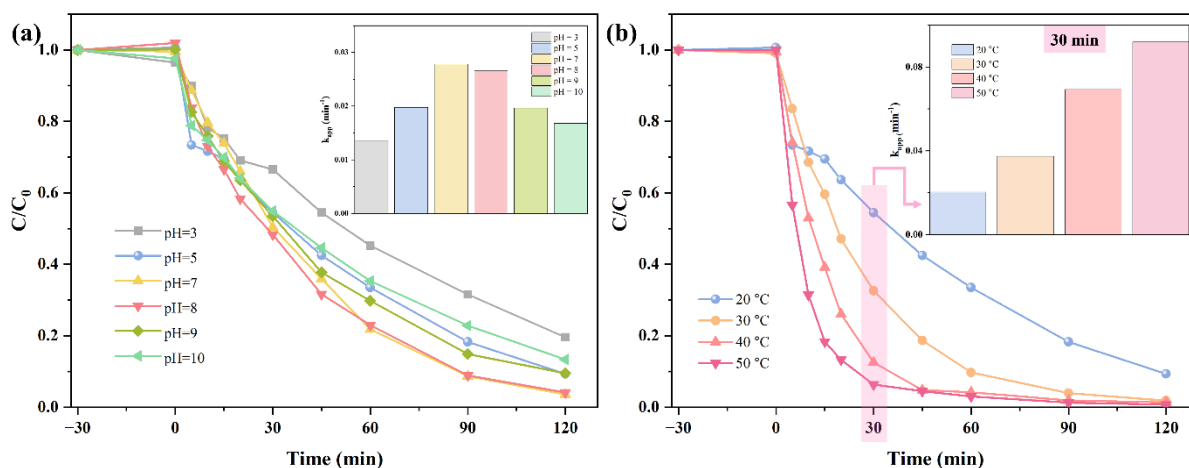 (a)
C/C0
1.0
0.8
0.6
0.4
0.2
0.0
−30
0
30
60
90
120
Time (min)
pH=3
pH=5
pH=7
pH=8
pH=9
pH=10
kapp (min-1)
0.03
0.02
0.01
0.00
pH = 3
pH = 5
pH = 7
pH = 8
pH = 9
pH = 10
(b)
C/C0
1.0
0.8
0.6
0.4
0.2
0.0
−30
0
30
60
90
120
Time (min)
20 °C
30 °C
40 °C
50 °C
30 min
kapp (min-1)
0.08
0.04
0.00
20 °C
30 °C
40 °C
50 °C